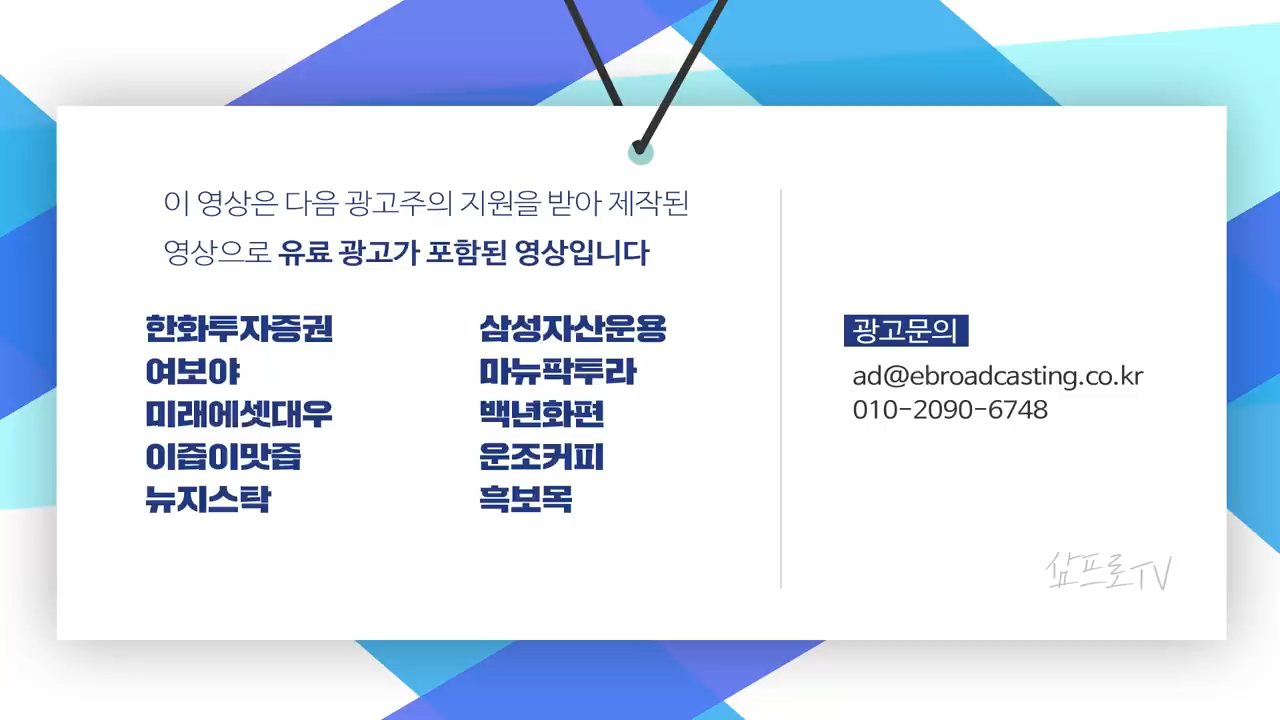 이 영상은 다음 광고주의 지원을 받아 제작된
영상으로 유료 광고가 포함된 영상입니다
한화투자증권
여보야
미래에셋대우
이즙이맛즙
뉴지스탁
삼성자산운용
마뉴팍투라
백년화편
운조커피
흑보목
광고문의
ad@ebroadcasting.co.kr
010-2090-6748
삼프로TV